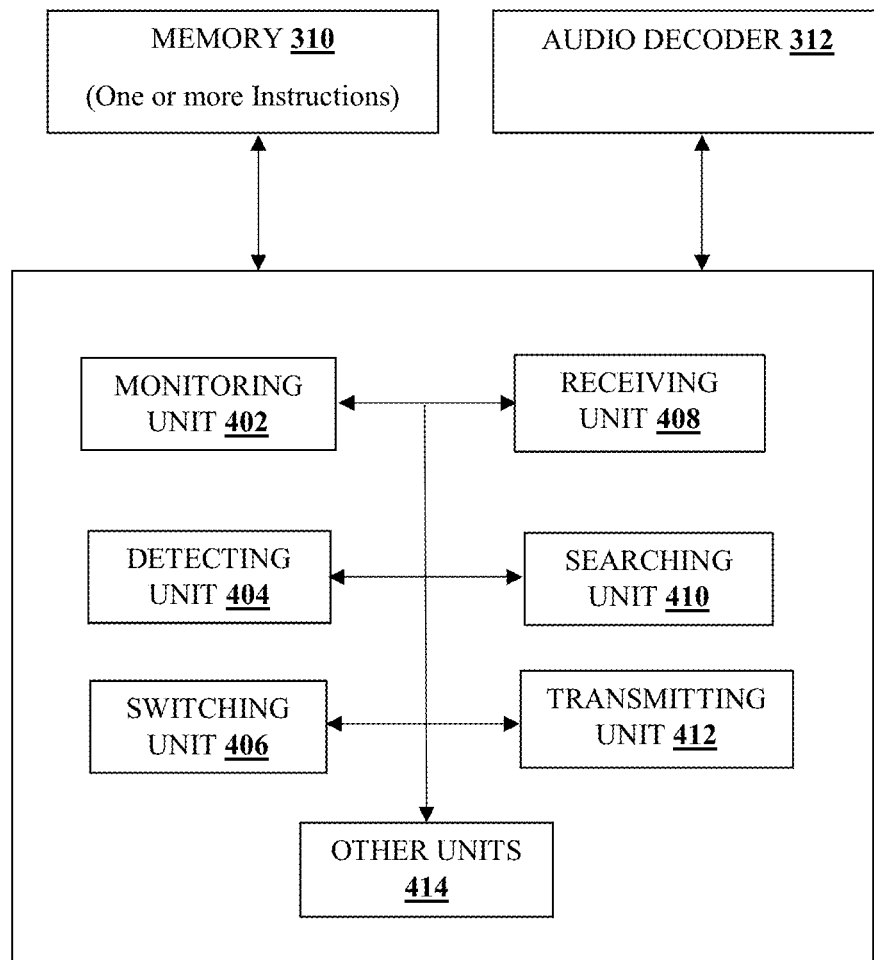 MEMORY 310
(One or more Instructions)
AUDIO DECODER 312
MONITORING
UNIT 402
RECEIVING
UNIT 408
DETECTING
UNIT 404
SEARCHING
UNIT 410
SWITCHING
UNIT 406
TRANSMITTING
UNIT 412
OTHER UNITS
414